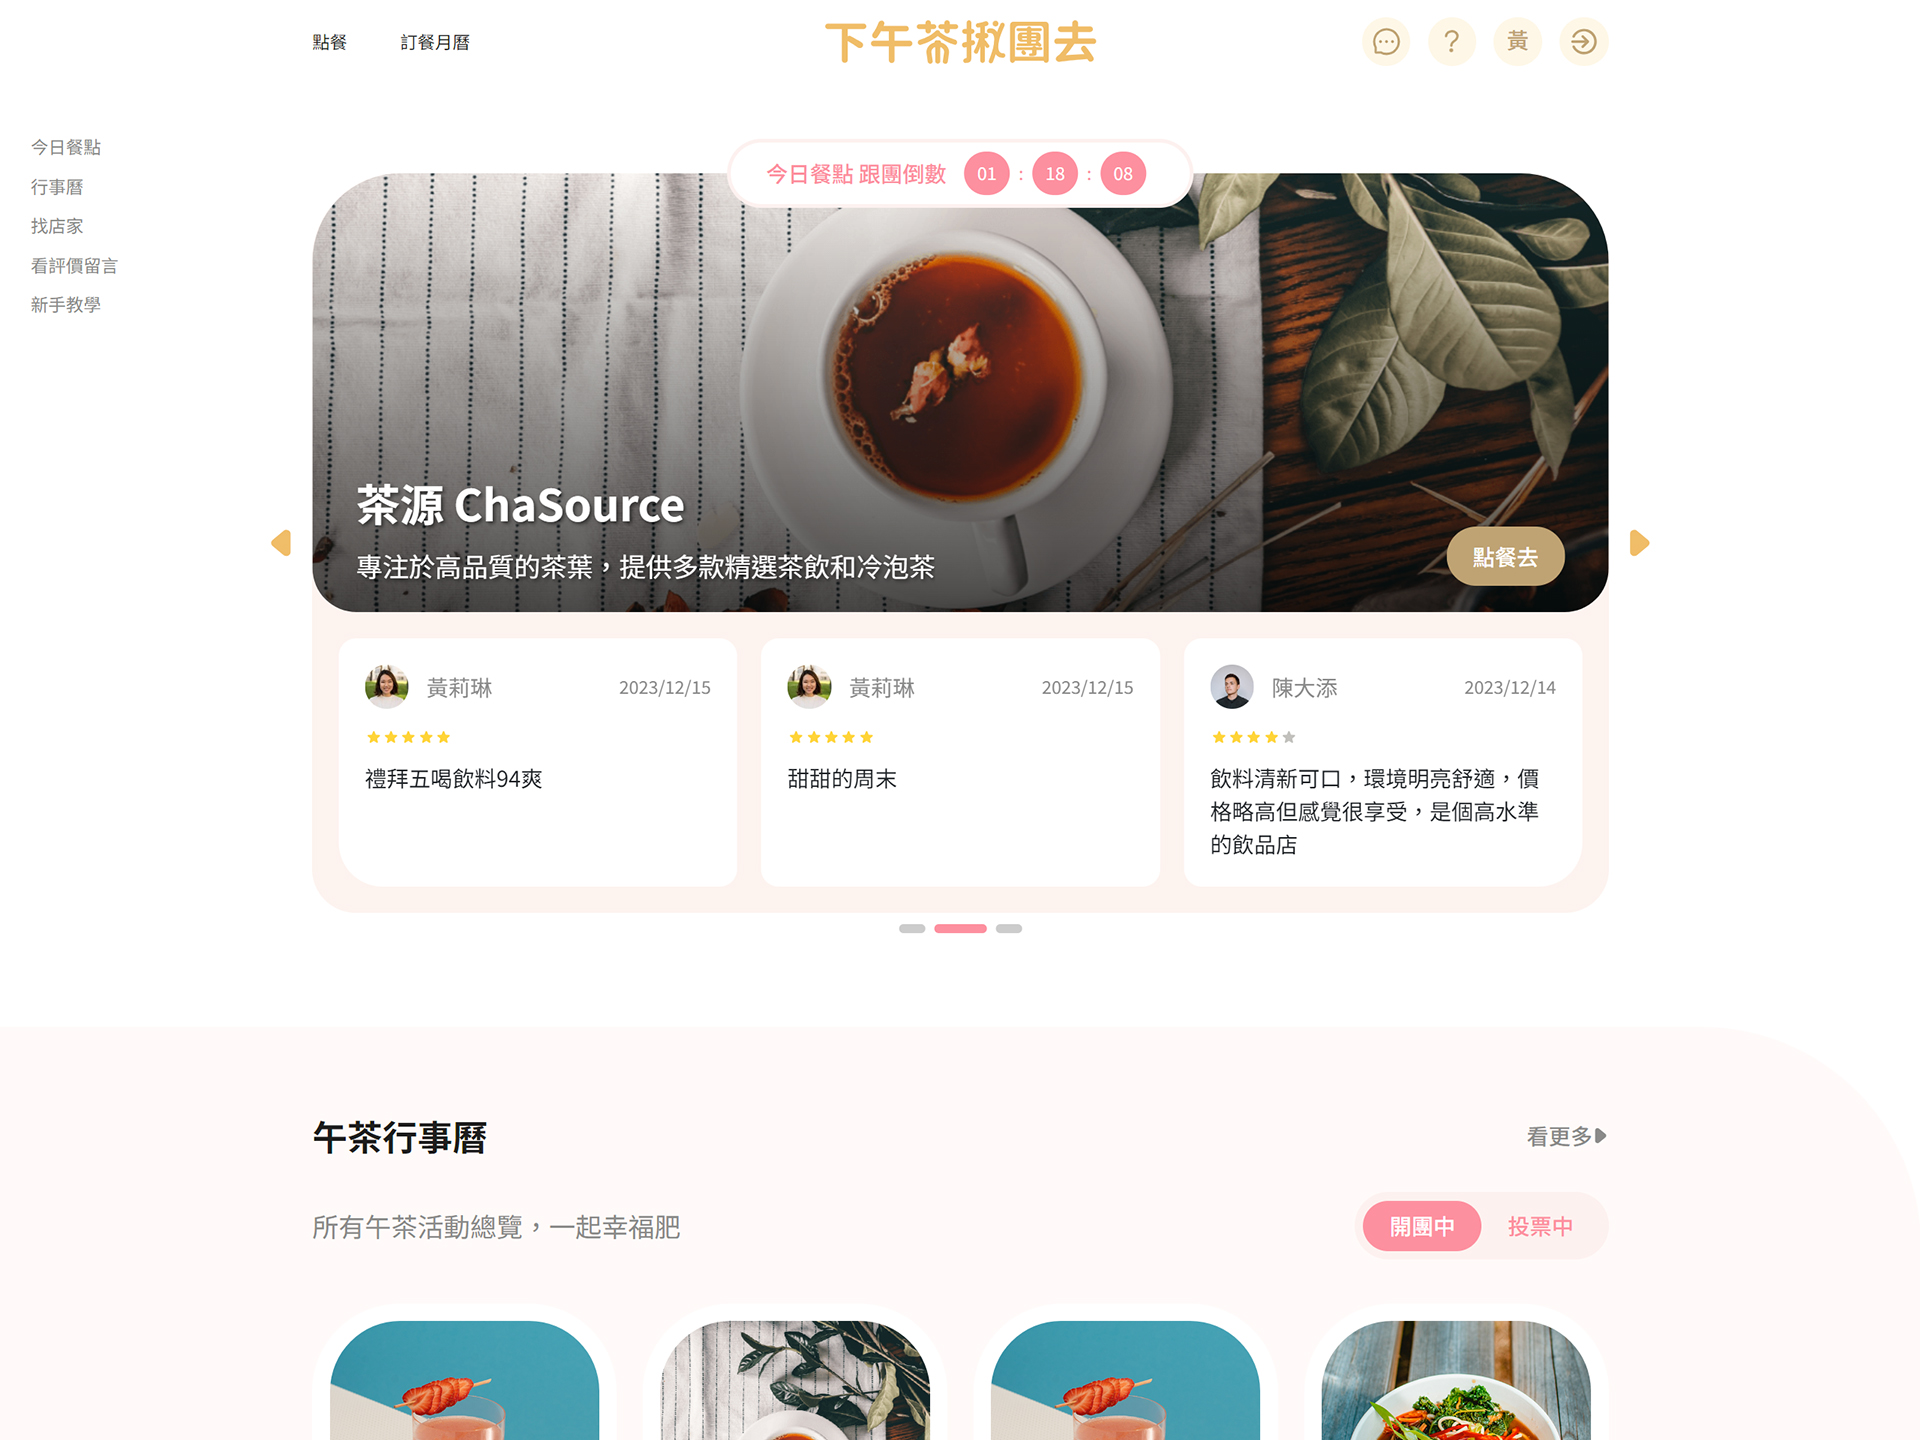 點餐
訂餐月曆
下午茶揪團去
?
黃
今日餐點
行事曆
找店家
看評價留言
新手教學
今日餐點 跟團倒數 01 : 18 : 08
茶源 ChaSource
專注於高品質的茶葉，提供多款精選茶飲和冷泡茶
點餐去
黃莉琳
2023/12/15
禮拜五喝飲料94爽
黃莉琳
2023/12/15
甜甜的周末
陳大添
2023/12/14
飲料清新可口，環境明亮舒適，價
格略高但感覺很享受，是個高水準
的飲品店
午茶行事曆
看更多
所有午茶活動總覽，一起幸福肥
開團中
投票中